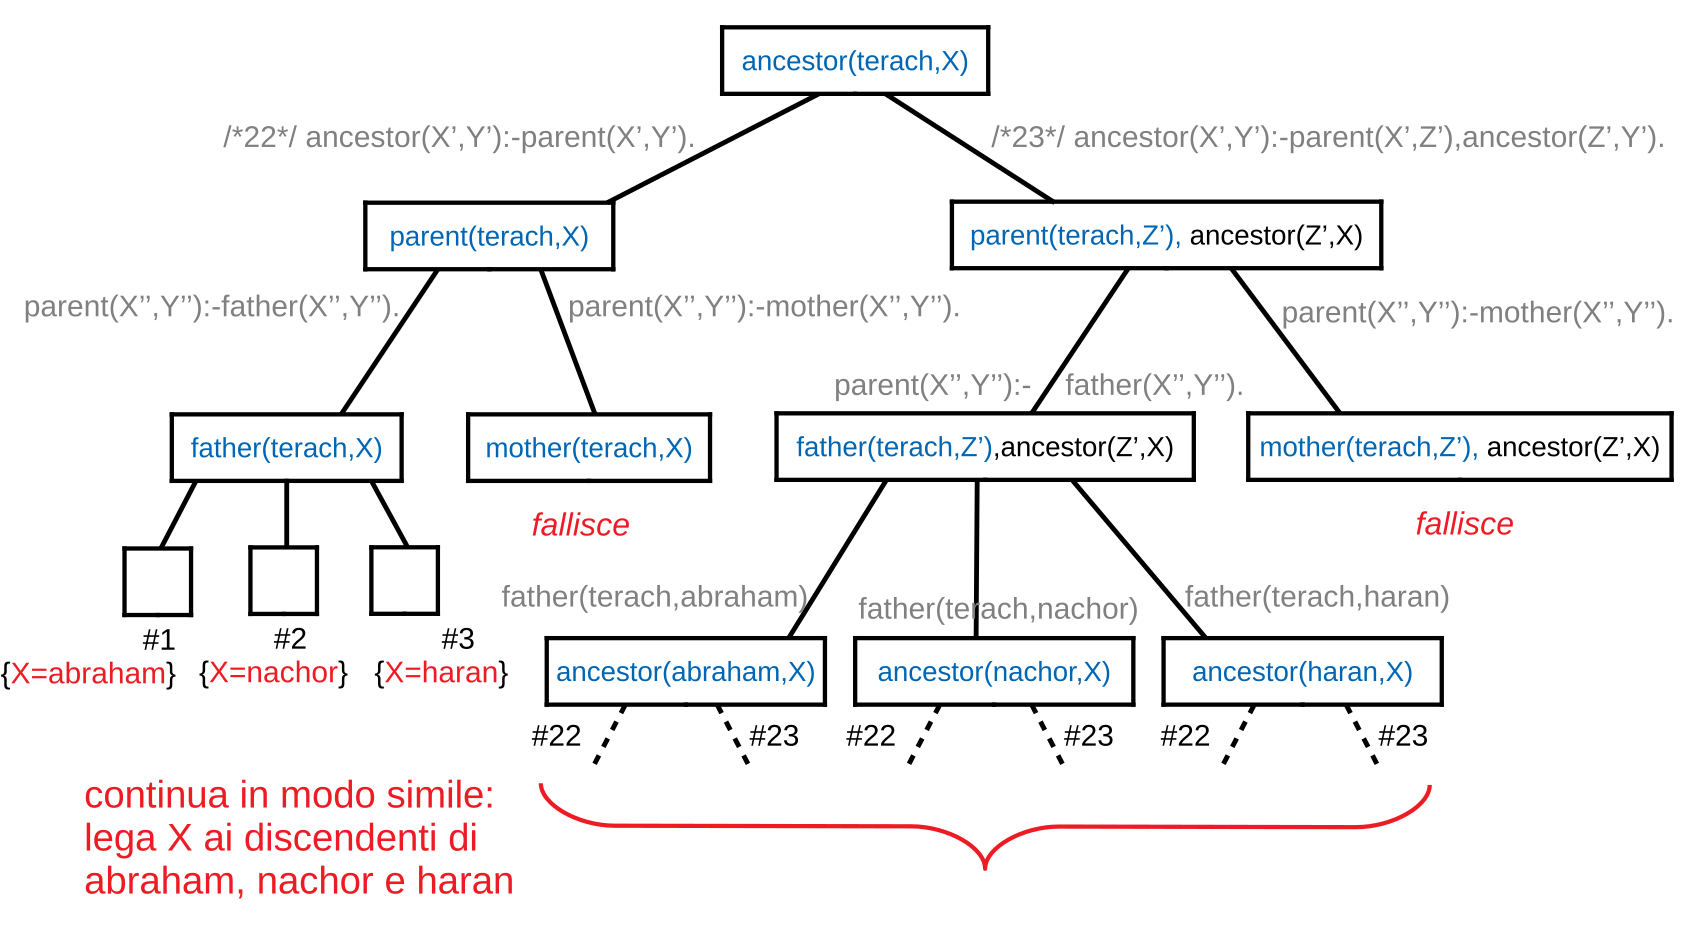 ancestor(terach,X)
/*22*/ ancestor(X’,Y’):-parent(X’,Y’).
/*23*/ ancestor(X’,Y’):-parent(X’,Z’),ancestor(Z’,Y’).
parent(terach,X)
parent(terach,Z’), ancestor(Z’,X)
parent(X’’,Y’’):-father(X’’,Y’’).
parent(X’’,Y’’):-mother(X’’,Y’’).
parent(X’’,Y’’):-mother(X’’,Y’’).
parent(X’’,Y’’):- father(X’’,Y’’).
father(terach,X)
mother(terach,X)
father(terach,Z’),ancestor(Z’,X)
mother(terach,Z’), ancestor(Z’,X)
fallisce
fallisce
father(terach,abraham)
father(terach,nachor)
father(terach,haran)
#1
{X=abraham}
#2
{X=nachor}
#3
{X=haran}
ancestor(abraham,X)
ancestor(nachor,X)
ancestor(haran,X)
#22
#23
#22
#23
#22
#23
continua in modo simile:
lega X ai discendenti di
abraham, nachor e haran